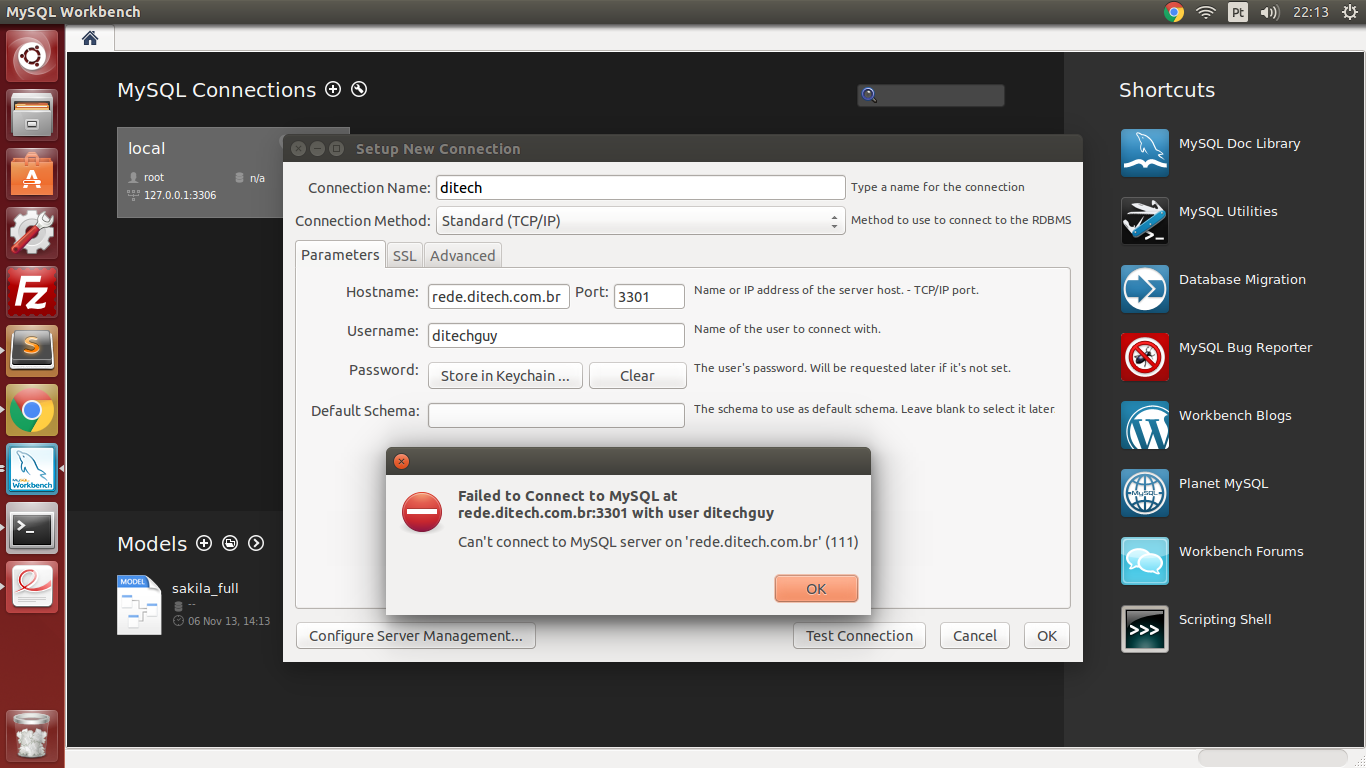 MySQL Workbench
Pt
22:13
MySQL Connections
Shortcuts
local
root
n/a
127.0.0.1:3306
Setup New Connection
Connection Name:
ditech
Type a name for the connection
Connection Method:
Standard (TCP/IP)
Method to use to connect to the RDBMS
Parameters
SSL
Advanced
Hostname:
rede.ditech.com.br
Port:
3301
Name or IP address of the server host. - TCP/IP port.
Username:
ditechguy
Name of the user to connect with.
Password:
Store in Keychain ...
Clear
The user's password. Will be requested later if it's not set.
Default Schema:
The schema to use as default schema. Leave blank to select it later
Failed to Connect to MySQL at
rede.ditech.com.br:3301 with user ditechguy
Can't connect to MySQL server on 'rede.ditech.com.br' (111)
OK
Configure Server Management...
Test Connection
Cancel
OK
MySQL Doc Library
MySQL Utilities
Database Migration
MySQL Bug Reporter
Workbench Blogs
Planet MySQL
Workbench Forums
Scripting Shell
Models
MODEL
sakila_full
--
06 Nov 13, 14:13
Fz
S
Workbench
>_
>_
MySQL
>>>